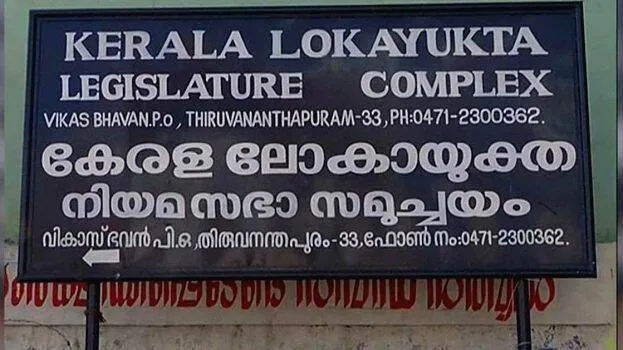 KERALA LOKAYUKTA
LEGISLATURE COMPLEX
VIKAS BHAVAN.P.o, THIRUVANANTHAPURAM-33,PH:0471-2300362.
കേരള ലോകായുക്ത
നിയമസഭാ സമുച്ചയം
വികാസ് ഭവൻ പി.ഒ,തിരുവനന്തപുരം-33,ഫോൺ നം:0471-2300362.